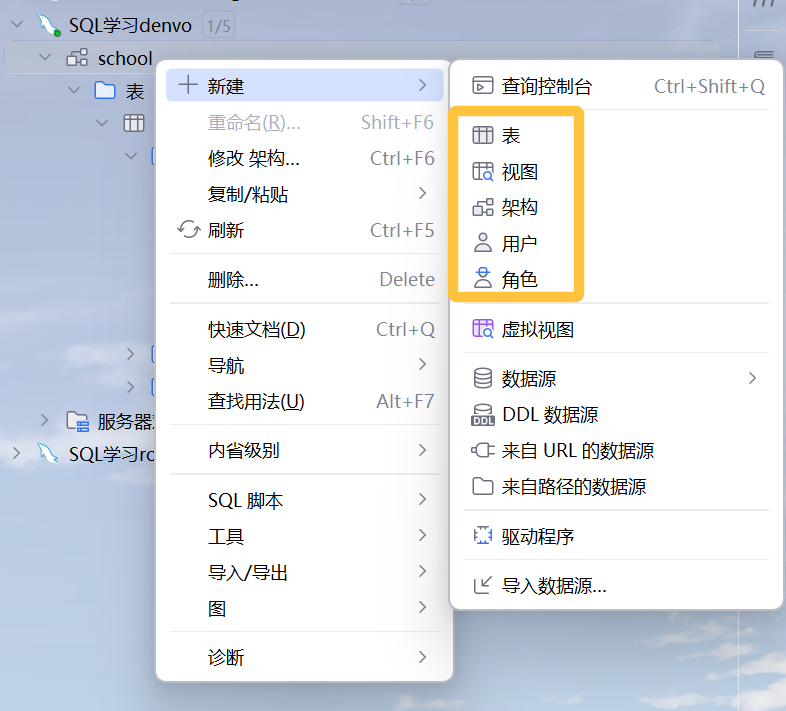 SQL学习denvo 1/5
school
表
服务器
SQL学习ro
新建
重命名(R)... Shift+F6
修改 架构... Ctrl+F6
复制/粘贴
刷新 Ctrl+F5
删除... Delete
快速文档(D) Ctrl+Q
导航
查找用法(U) Alt+F7
内省级别
SQL 脚本
工具
导入/导出
图
诊断
查询控制台 Ctrl+Shift+Q
表
视图
架构
用户
角色
虚拟视图
数据源
DDL 数据源
来自 URL 的数据源
来自路径的数据源
驱动程序
导入数据源...